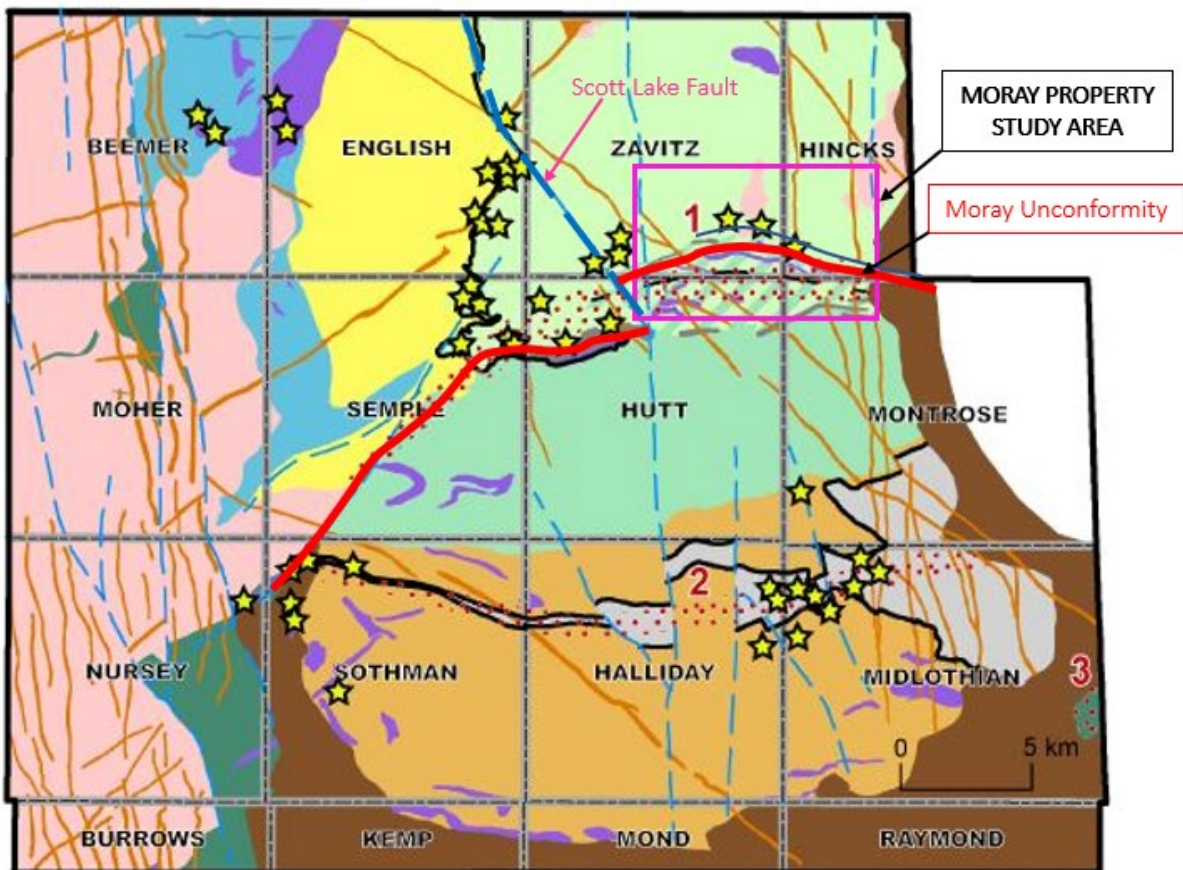 Scott Lake Fault
MORAY PROPERTY
STUDY AREA
BEEMER
ENGLISH
ZAVITZ
HINCKS
Moray Unconformity
1
MOHER
SEMPLE
HUTT
MONTROSE
2
NURSEY
SOTHMAN
HALLIDAY
MIDLOTHIAN
3
0 5 km
BURROWS
KEMP
MOND
RAYMOND